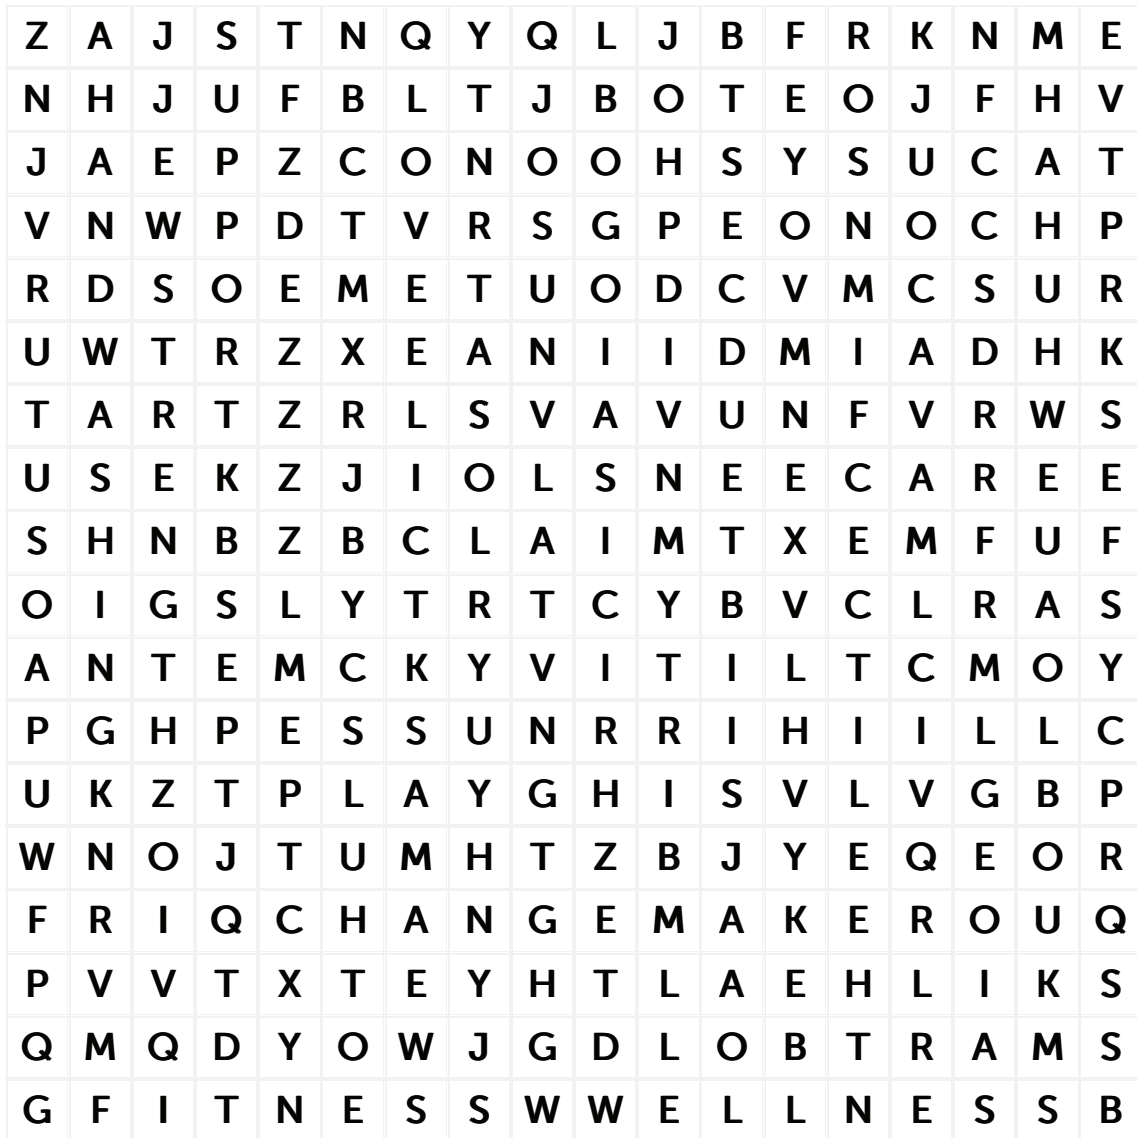 Z A J S T N Q Y Q L J B F R K N M E
N H J U F B L T J B O T E O J F H V
J A E P Z C O N O O H S Y S U C A T
V N W P D T V R S G P E O N O C H P
R D S O E M E T U O D C V M C S U R
U W T R Z X E A N I I D M I A D H K
T A R T Z R L S V A V U N F V R W S
U S E K Z J I O L S N E E C A R E E
S H N B Z B C L A I M T X E M F U F
O I G S L Y T R T C Y B V C L R A S
A N T E M C K Y V I T I L T C M O Y
P G H P E S S U N R R I H I I L L C
U K Z T P L A Y G H I S V L V G B P
W N O J T U M H T Z B J Y E Q E O R
F R I Q C H A N G E M A K E R O U Q
P V V T X T E Y H T L A E H L I K S
Q M Q D Y O W J G D L O B T R A M S
G F I T N E S S W W E L L N E S S B